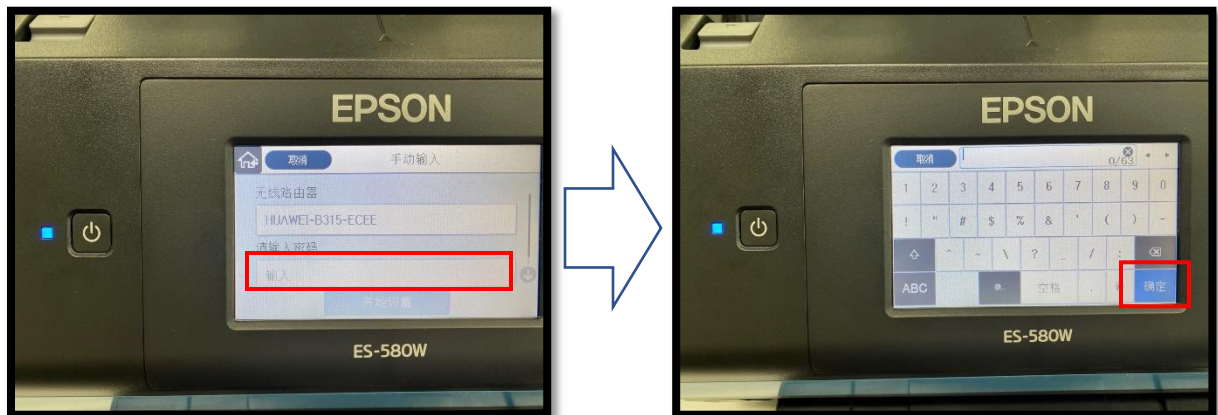 EPSON
取消 手动输入
无线路由器
HUAWEI-B315-ECEE
请输入密码
输入
开始设置
ES-580W
EPSON
取消 0/63
1 2 3 4 5 6 7 8 9 0
! " # $ % & ' ( ) -
^ ~ \ ? _ / :
ABC 空格 . @ 确定
ES-580W